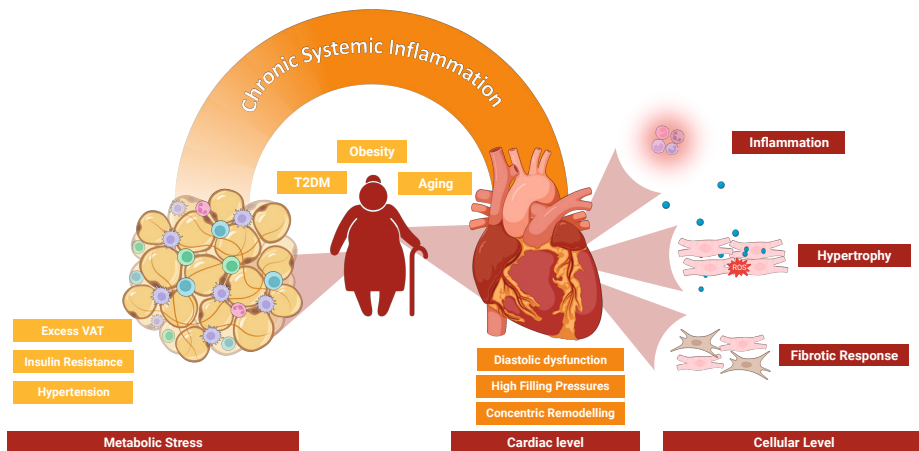 Chronic Systemic Inflammation
Obesity
T2DM
Aging
Inflammation
Hypertrophy
ROS
Fibrotic Response
Excess VAT
Insulin Resistance
Hypertension
Diastolic dysfunction
High Filling Pressures
Concentric Remodelling
Metabolic Stress
Cardiac level
Cellular Level